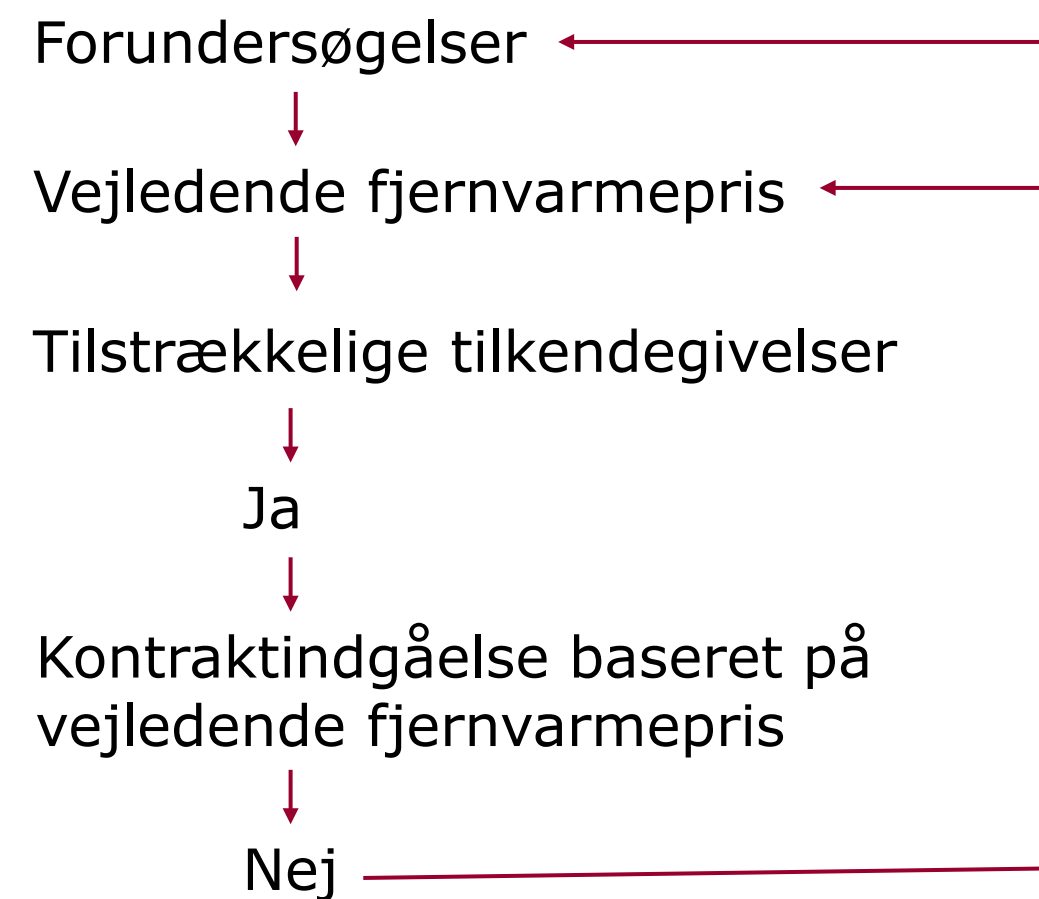 Forundersøgelser
Vejledende fjernvarmepris
Tilstrækkelige tilkendegivelser
Ja
Kontraktindgåelse baseret på
vejledende fjernvarmepris
Nej